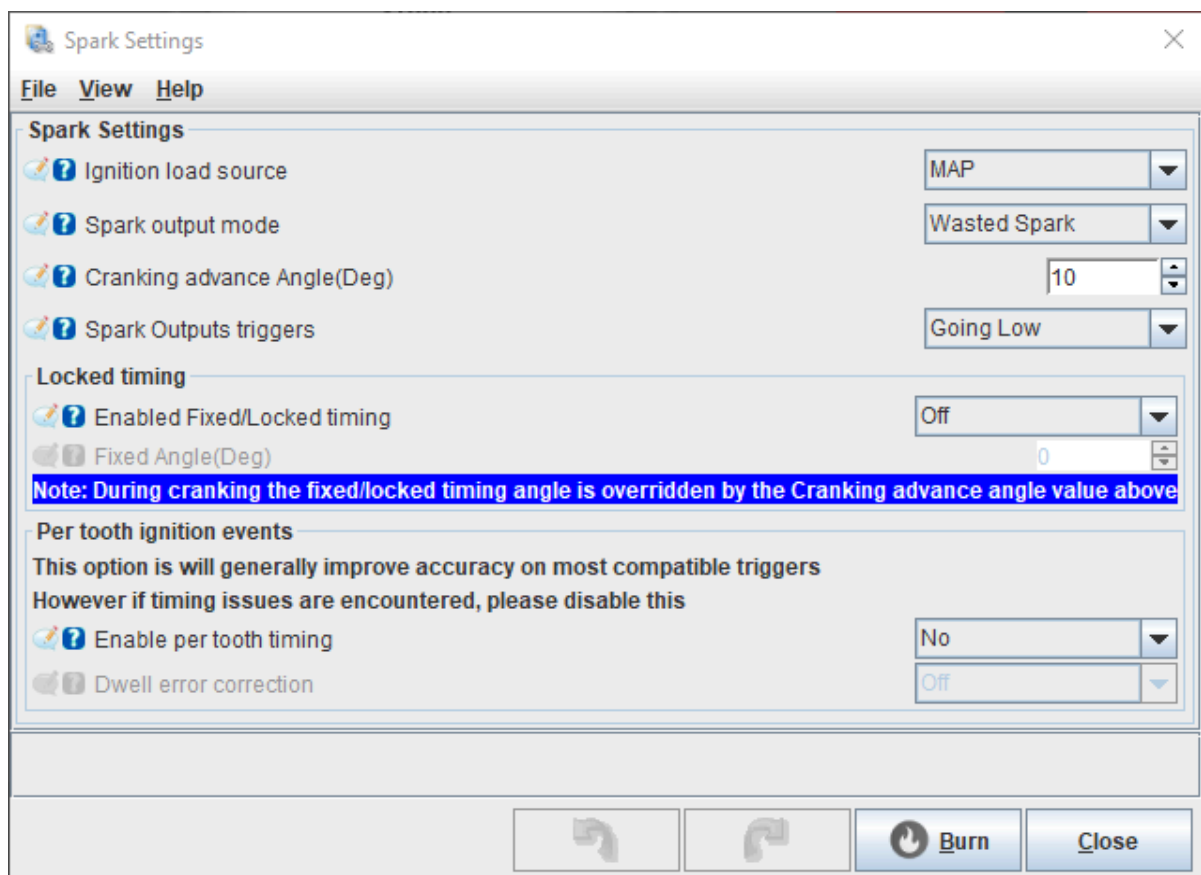 Spark Settings
File View Help
Spark Settings
Ignition load source MAP
Spark output mode Wasted Spark
Cranking advance Angle(Deg) 10
Spark Outputs triggers Going Low
Locked timing
Enabled Fixed/Locked timing Off
Fixed Angle(Deg) 0
Note: During cranking the fixed/locked timing angle is overridden by the Cranking advance angle value above
Per tooth ignition events
This option is will generally improve accuracy on most compatible triggers
However if timing issues are encountered, please disable this
Enable per tooth timing No
Dwell error correction Off
Burn Close